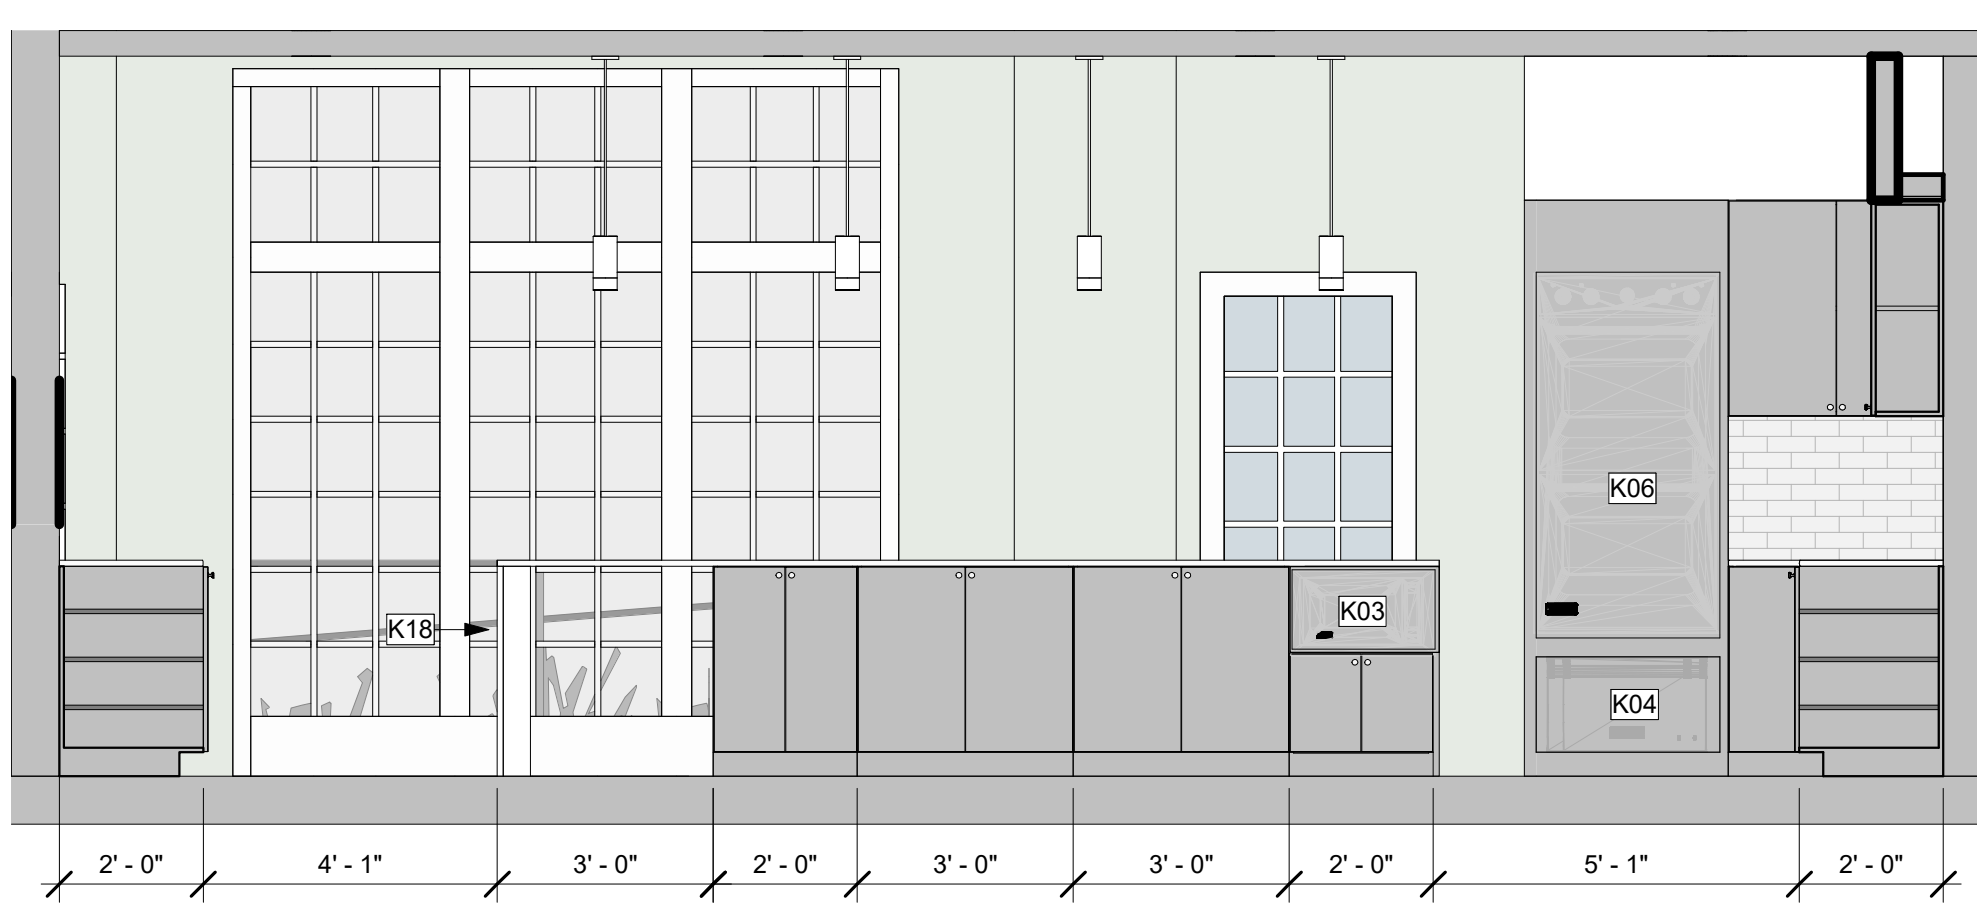 K06
K03
K18
K04
2' - 0"
4' - 1"
3' - 0"
2' - 0"
3' - 0"
3' - 0"
2' - 0"
5' - 1"
2' - 0"